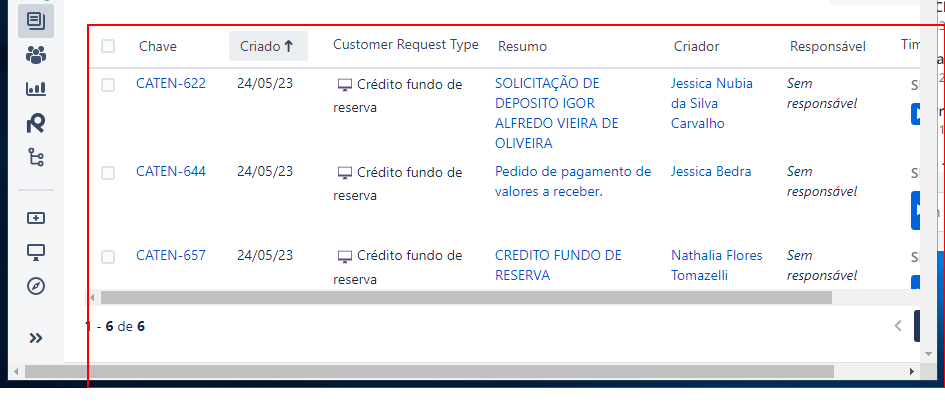 Chave Criado ↑ Customer Request Type Resumo Criador Responsável Tim
CATEN-622 24/05/23 Crédito fundo de reserva SOLICITAÇÃO DE Jessica Nubia Sem
DEPOSITO IGOR da Silva responsável
ALFREDO VIEIRA DE Carvalho
OLIVEIRA
CATEN-644 24/05/23 Crédito fundo de reserva Pedido de pagamento de Jessica Bedra Sem
valores a receber. responsável
CATEN-657 24/05/23 Crédito fundo de reserva CREDITO FUNDO DE Nathalia Flores Sem
RESERVA Tomazelli responsável
1 - 6 de 6